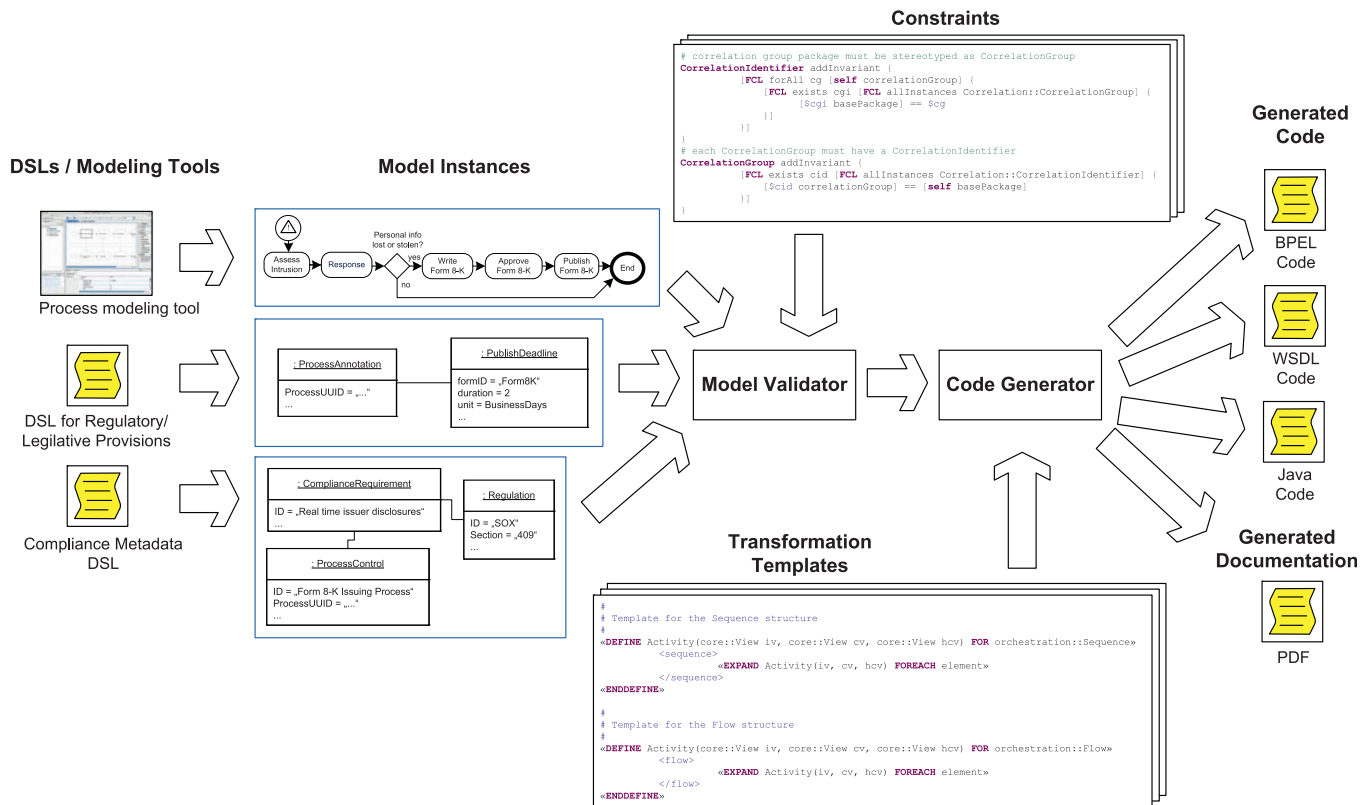 Constraints
# correlation group package must be stereotyped as CorrelationGroup
CorrelationIdentifier addInvariant {
[FCL forAll cg [self correlationGroup] {
[FCL exists cgi [FCL allInstances Correlation::CorrelationGroup] {
[$cgi basePackage] == $cg
}]
}]
}
# each CorrelationGroup must have a CorrelationIdentifier
CorrelationGroup addInvariant {
[FCL exists cid [FCL allInstances Correlation::CorrelationIdentifier] {
[$cid correlationGroup] == [self basePackage]
}]
}
DSLs / Modeling Tools
Process modeling tool
DSL for Regulatory/
Legilative Provisions
Compliance Metadata
DSL
Model Instances
Assess
Intrusion
Response
Personal info
lost or stolen?
yes
no
Write
Form 8-K
Approve
Form 8-K
Publish
Form 8-K
End
: ProcessAnnotation
ProcessUUID = „...“
...
: PublishDeadline
formID = „Form8K“
duration = 2
unit = BusinessDays
...
: ComplianceRequirement
ID = „Real time issuer disclosures“
...
: Regulation
ID = „SOX“
Section = „409“
...
: ProcessControl
ID = „Form 8-K Issuing Process“
ProcessUUID = „...“
...
Model Validator
Code Generator
Transformation
Templates
#
# Template for the Sequence structure
#
«DEFINE Activity(core::View iv, core::View cv, core::View hcv) FOR orchestration::Sequence»
<sequence>
«EXPAND Activity(iv, cv, hcv) FOREACH element»
</sequence>
«ENDDEFINE»
#
# Template for the Flow structure
#
«DEFINE Activity(core::View iv, core::View cv, core::View hcv) FOR orchestration::Flow»
<flow>
«EXPAND Activity(iv, cv, hcv) FOREACH element»
</flow>
«ENDDEFINE»
Generated
Code
BPEL
Code
WSDL
Code
Java
Code
Generated
Documentation
PDF